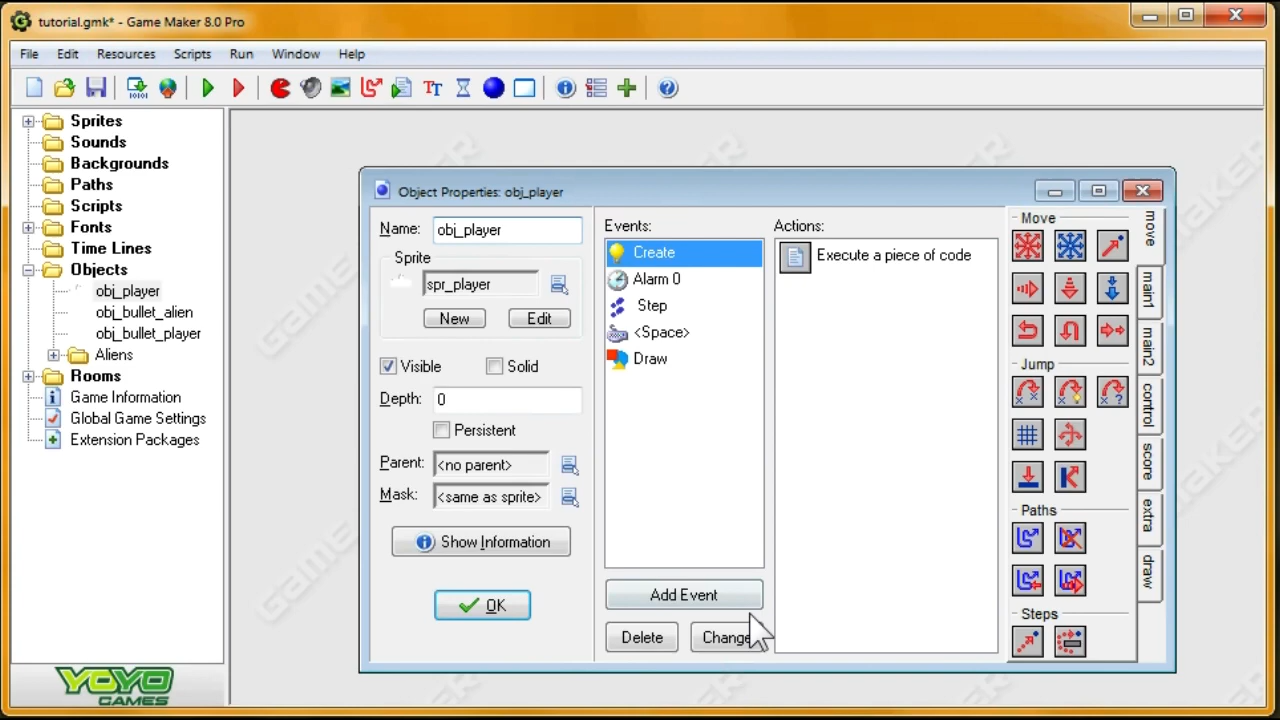 tutorial.gmk* - Game Maker 8.0 Pro
File Edit Resources Scripts Run Window Help
Sprites
Sounds
Backgrounds
Paths
Scripts
Fonts
Time Lines
Objects
obj_player
obj_bullet_alien
obj_bullet_player
Aliens
Rooms
Game Information
Global Game Settings
Extension Packages
YOYO
GAMES
Object Properties: obj_player
Name: obj_player
Sprite
spr_player
New Edit
Visible Solid
Depth: 0
Persistent
Parent: <no parent>
Mask: <same as sprite>
Show Information
OK
Events:
Create
Alarm 0
Step
<Space>
Draw
Add Event
Delete Change
Actions:
Execute a piece of code
Move
Jump
Paths
Steps
move
main1
main2
control
score
extra
draw